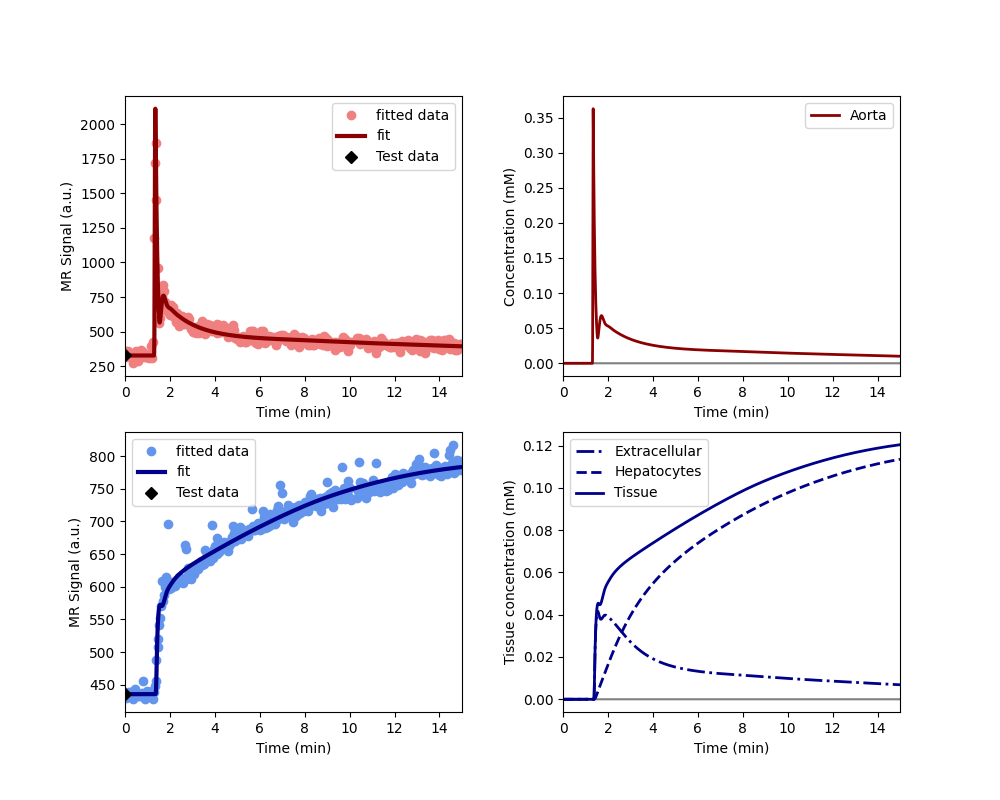 2000
1750
1500
1250
1000
750
500
250
MR Signal (a.u.)
fitted data
fit
Test data
0 2 4 6 8 10 12 14
Time (min)
0.35
0.30
0.25
0.20
0.15
0.10
0.05
0.00
Concentration (mM)
Aorta
0 2 4 6 8 10 12 14
Time (min)
800
750
700
650
600
550
500
450
MR Signal (a.u.)
fitted data
fit
Test data
0 2 4 6 8 10 12 14
Time (min)
0.12
0.10
0.08
0.06
0.04
0.02
0.00
Tissue concentration (mM)
Extracellular
Hepatocytes
Tissue
0 2 4 6 8 10 12 14
Time (min)